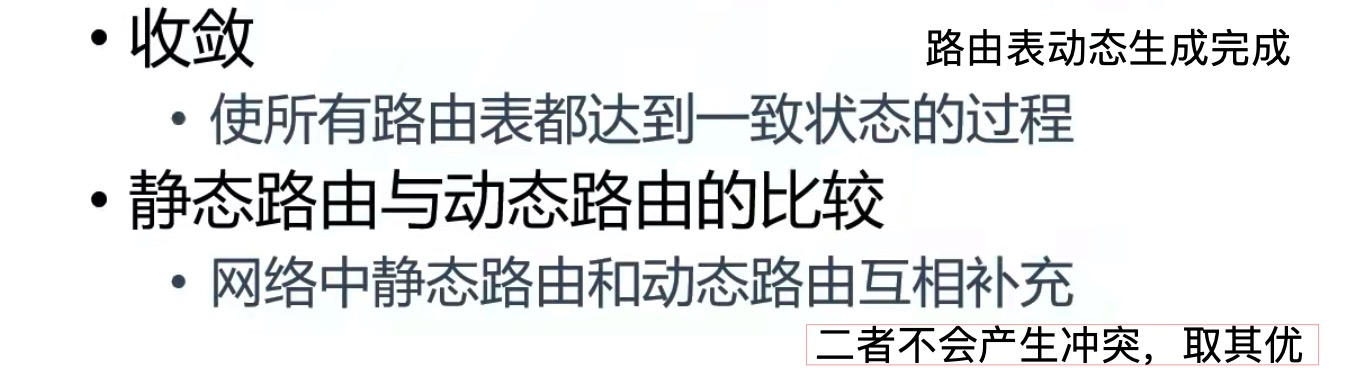 • 收敛
路由表动态生成完成
• 使所有路由表都达到一致状态的过程
• 静态路由与动态路由的比较
• 网络中静态路由和动态路由互相补充
二者不会产生冲突，取其优